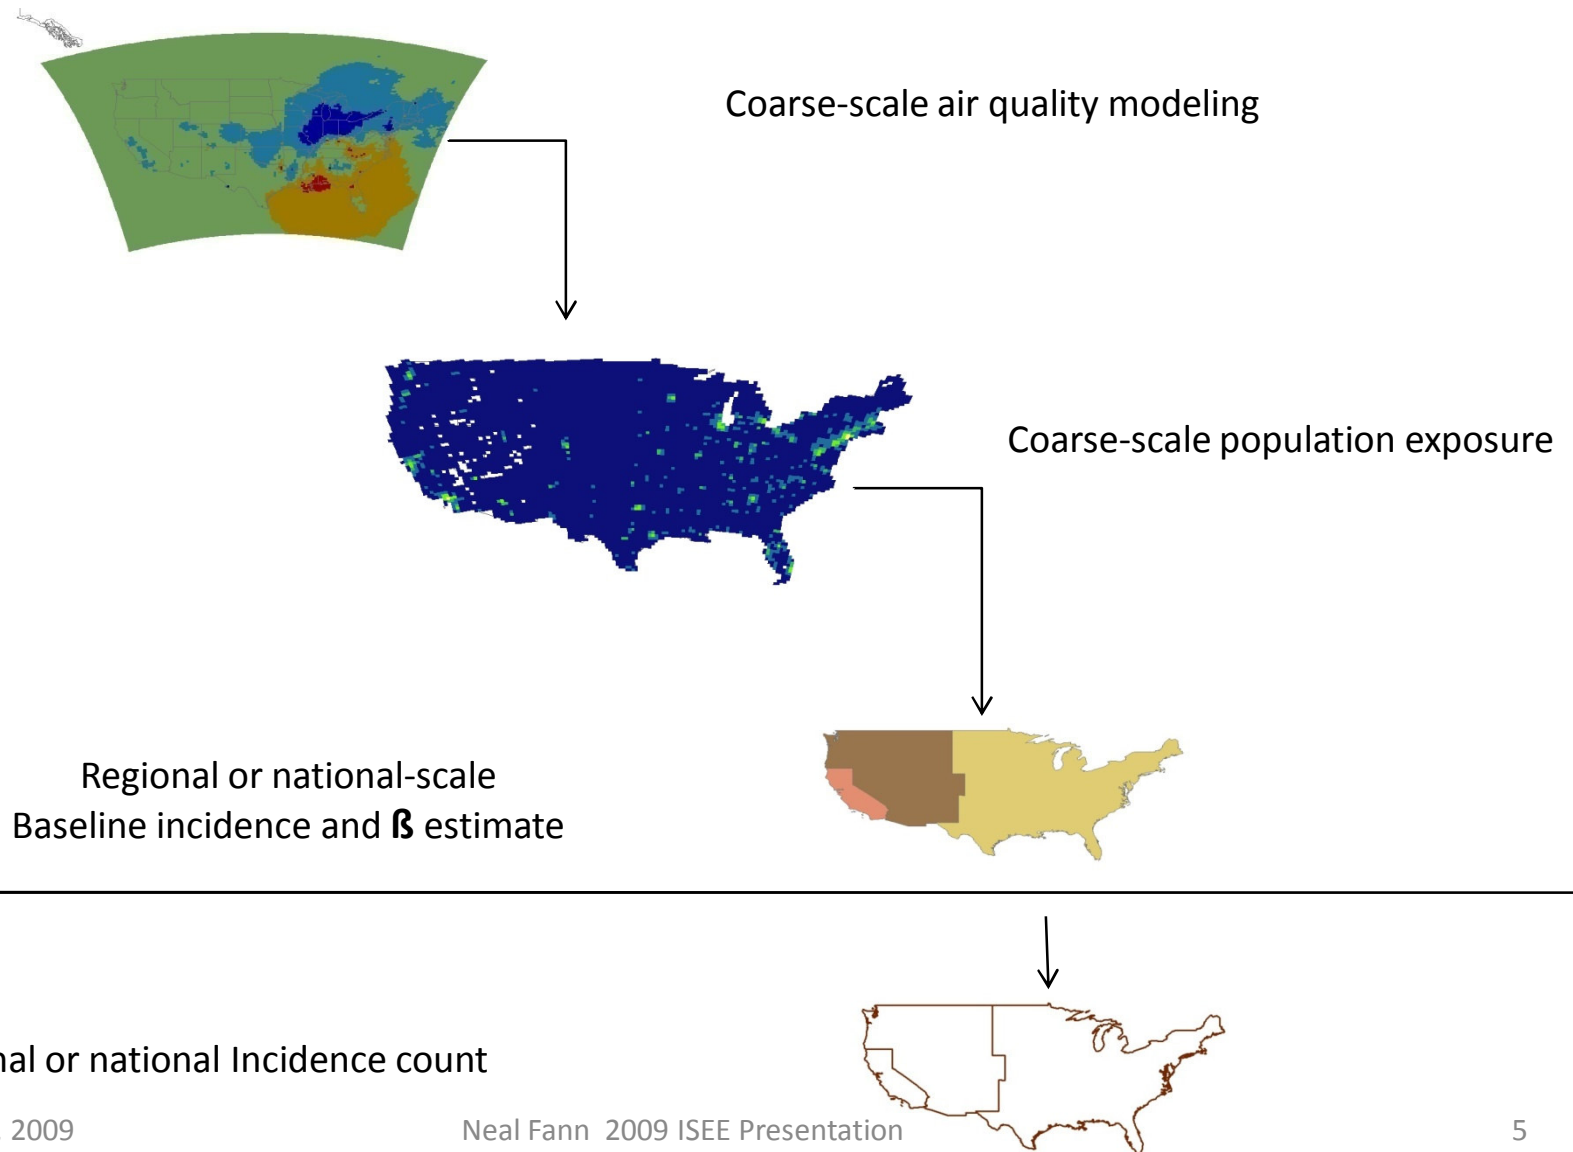 Coarse-scale air quality modeling
Coarse-scale population exposure
Regional or national-scale
Baseline incidence and ß estimate
or national Incidence count
2009
Neal Fann 2009 ISEE Presentation
5